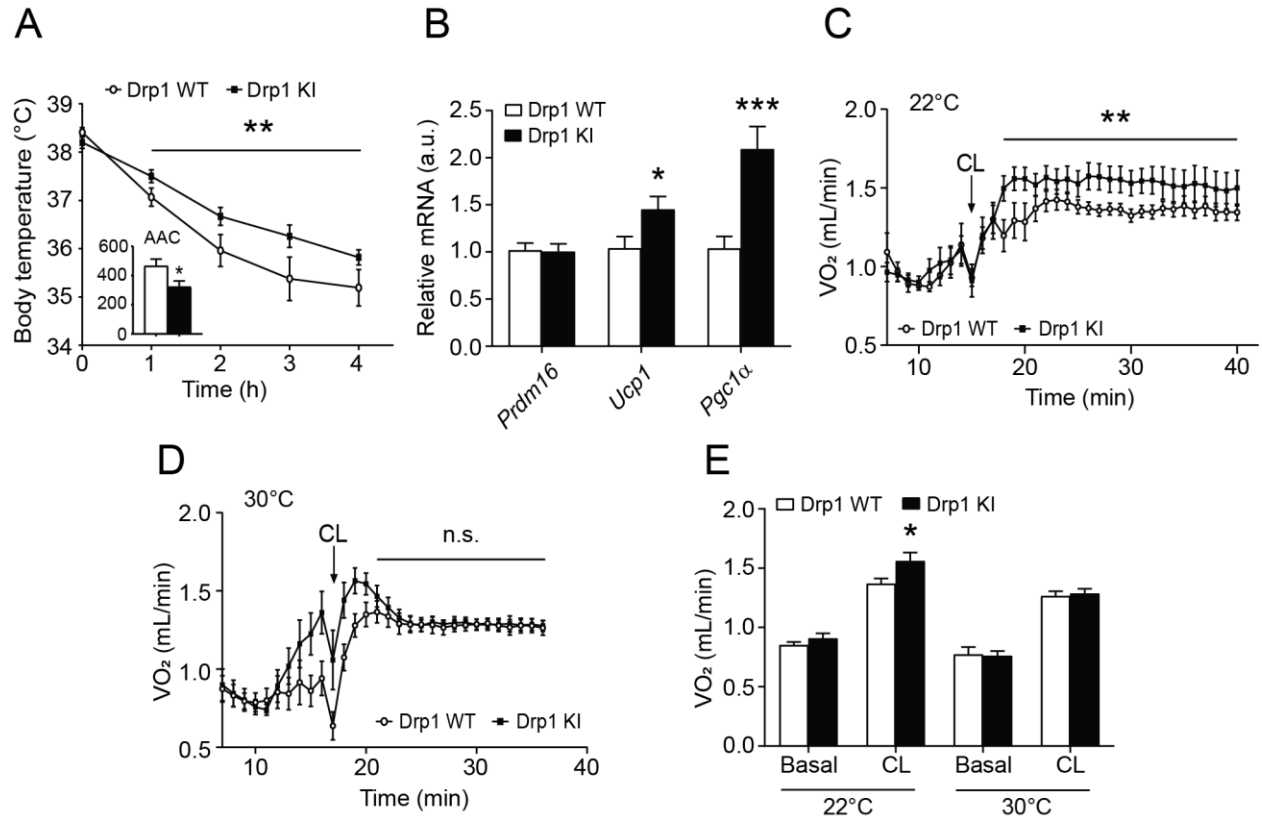 A
Drp1 WT Drp1 KI
**
Body temperature (°C)
39
38
37
36
35
34
AAC
*
600
400
200
0
0 1 2 3 4
Time (h)
B
Drp1 WT
Drp1 KI
***
*
Relative mRNA (a.u.)
2.5
2.0
1.5
1.0
0.5
0.0
Prdm16 Ucp1 Pgc1α
C
22°C
**
CL
VO₂ (mL/min)
2.0
1.5
1.0
0.5
Drp1 WT Drp1 KI
10 20 30 40
Time (min)
D
30°C
CL
n.s.
VO₂ (mL/min)
2.0
1.5
1.0
0.5
Drp1 WT Drp1 KI
10 20 30 40
Time (min)
E
Drp1 WT Drp1 KI
*
VO₂ (mL/min)
2.0
1.5
1.0
0.5
0.0
Basal CL Basal CL
22°C 30°C